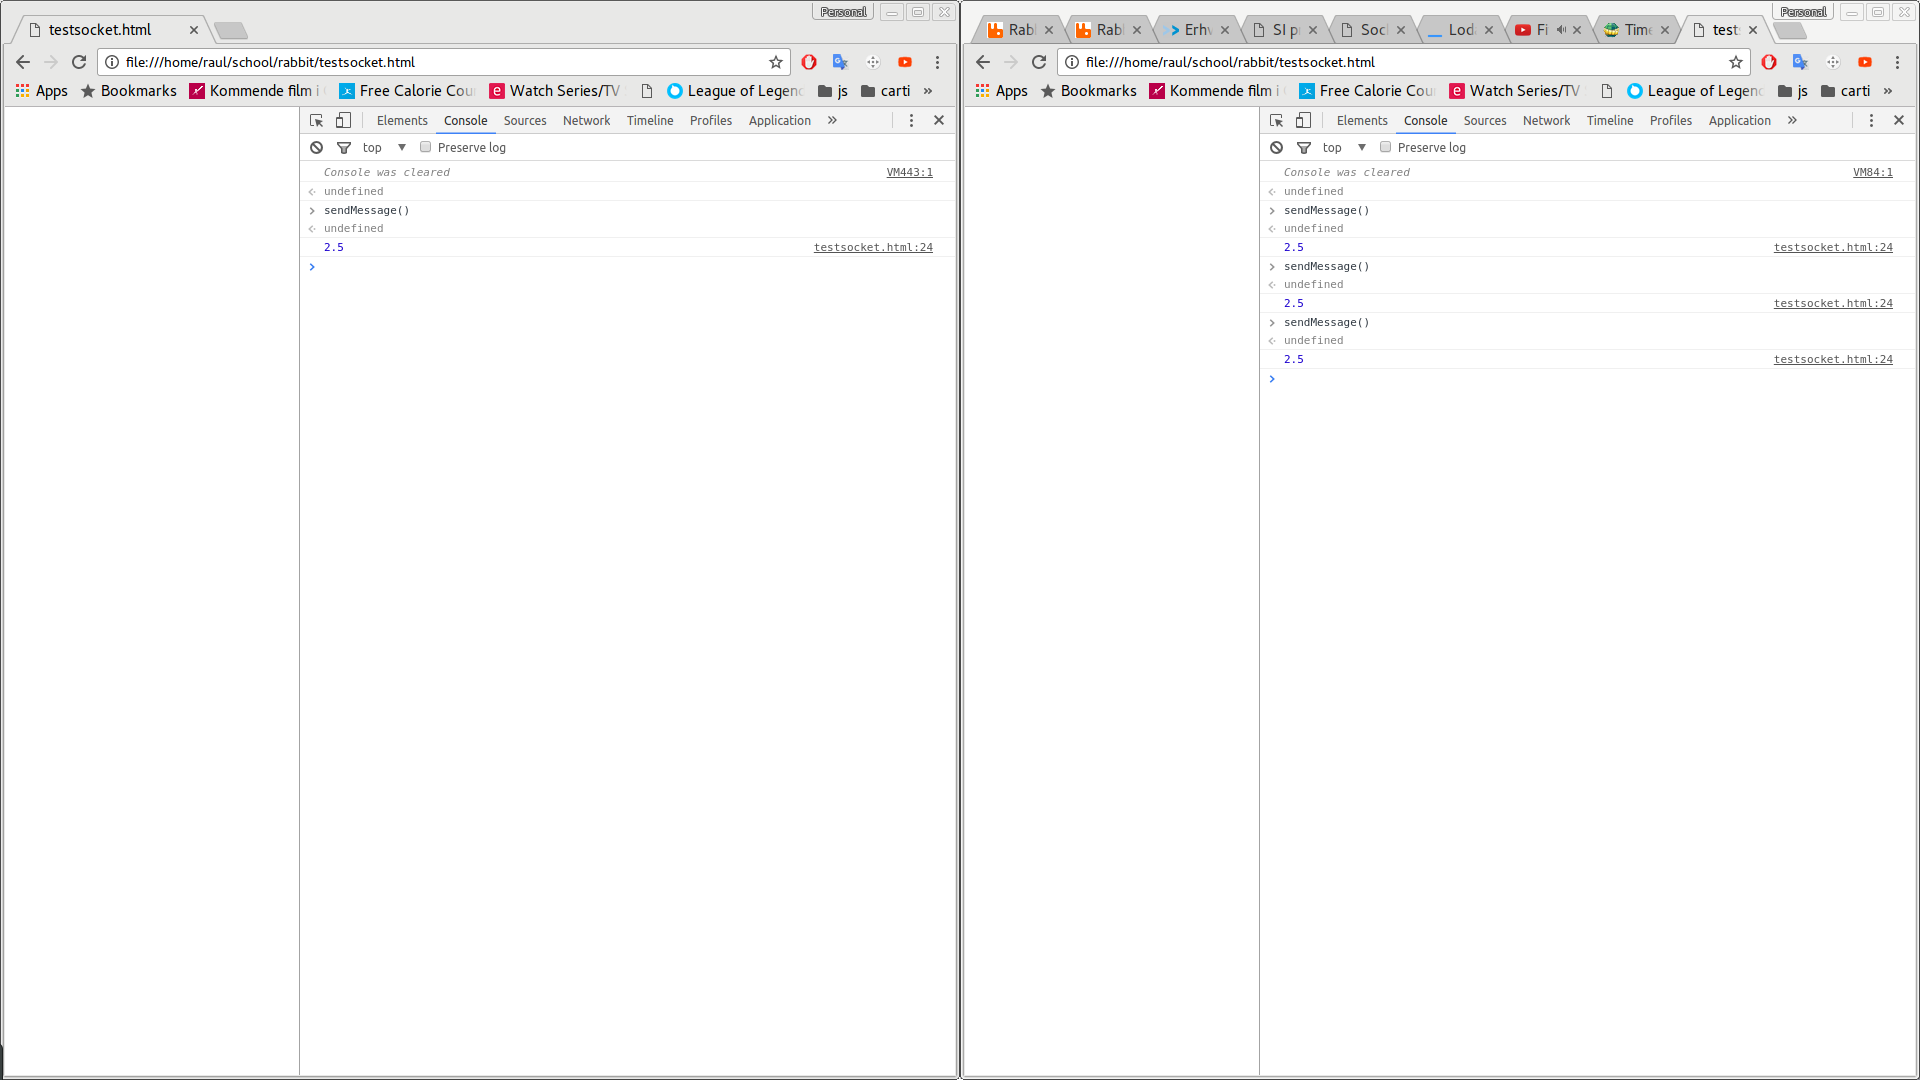 Personal
testsocket.html
file:///home/raul/school/rabbit/testsocket.html
Apps Bookmarks Kommende film i Free Calorie Cou Watch Series/TV League of Legen js carti »
Elements Console Sources Network Timeline Profiles Application »
top Preserve log
Console was cleared VM443:1
undefined
sendMessage()
undefined
2.5 testsocket.html:24
Personal
Rab Rabl Erhv SI p Soc Lod Fi Time test
file:///home/raul/school/rabbit/testsocket.html
Apps Bookmarks Kommende film i Free Calorie Cou Watch Series/TV League of Legen js carti »
Elements Console Sources Network Timeline Profiles Application »
top Preserve log
Console was cleared VM84:1
undefined
sendMessage()
undefined
2.5 testsocket.html:24
sendMessage()
undefined
2.5 testsocket.html:24
sendMessage()
undefined
2.5 testsocket.html:24